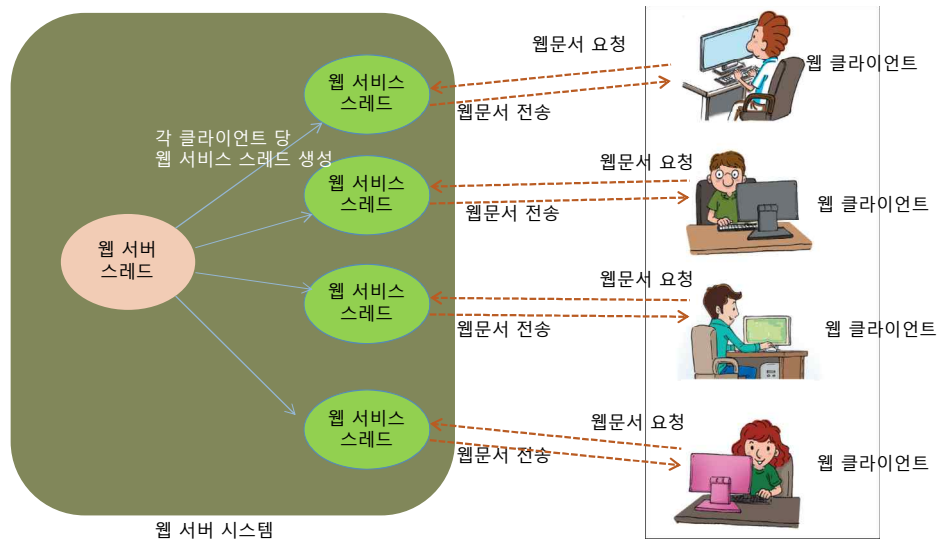 웹문서 요청
웹 클라이언트
웹 서비스
스레드
웹문서 전송
각 클라이언트 당
웹 서비스 스레드 생성
웹문서 요청
웹 서비스
스레드
웹 클라이언트
웹문서 전송
웹 서버
스레드
웹문서 요청
웹 서비스
스레드
웹문서 전송
웹 클라이언트
웹 서비스
스레드
웹문서 요청
웹문서 전송
웹 클라이언트
웹 서버 시스템